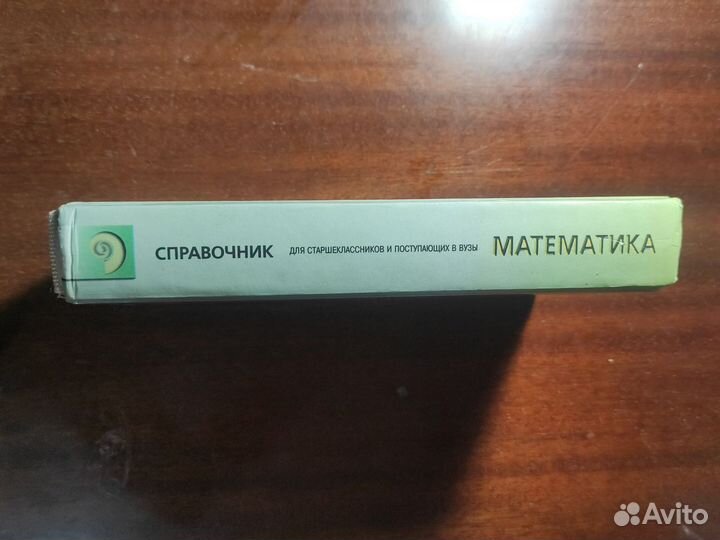 СПРАВОЧНИК ДЛЯ СТАРШЕКЛАССНИКОВ И ПОСТУПАЮЩИХ В ВУЗЫ МАТЕМАТИКА
Avito